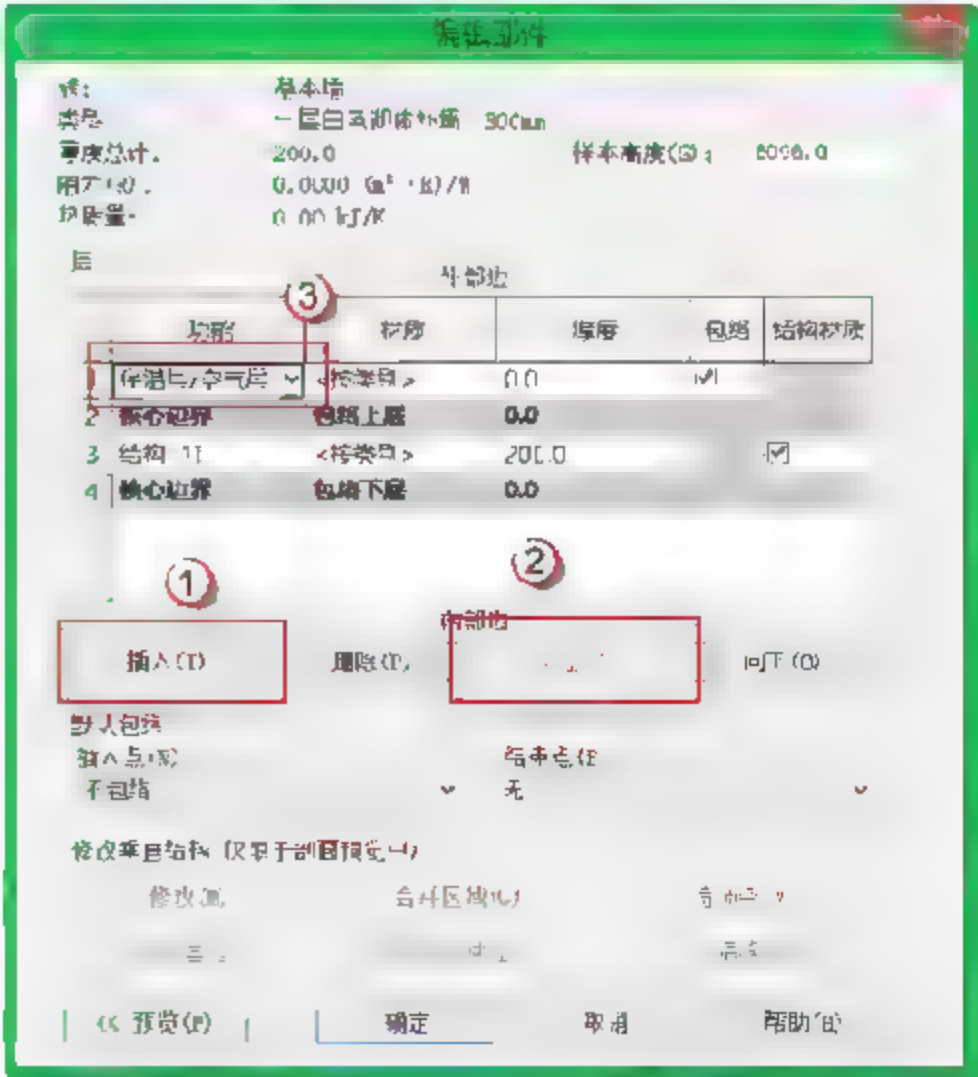 编辑部件
族: 基本墙
类型
厚度总计: 200.0 样本高度(S): 6096.0
阻力(R): 0.0000 (m²·K)/W
热质量: 0.00 kJ/K
层
外部边
③
功能 材质 厚度 包络 结构材质
1 保温层/空气层 <按类别> 0.0
2 核心边界 包络上层 0.0
3 结构 [1] <按类别> 200.0
4 核心边界 包络下层 0.0
① ②
内部边
插入(I) 删除(D) 向下(O)
默认包络
插入点(N) 结束点(E)
不包络 无
修改垂直结构(仅限于剖面预览中)
修改(M) 合并区域(G)
<< 预览(P) 确定 取消 帮助(H)